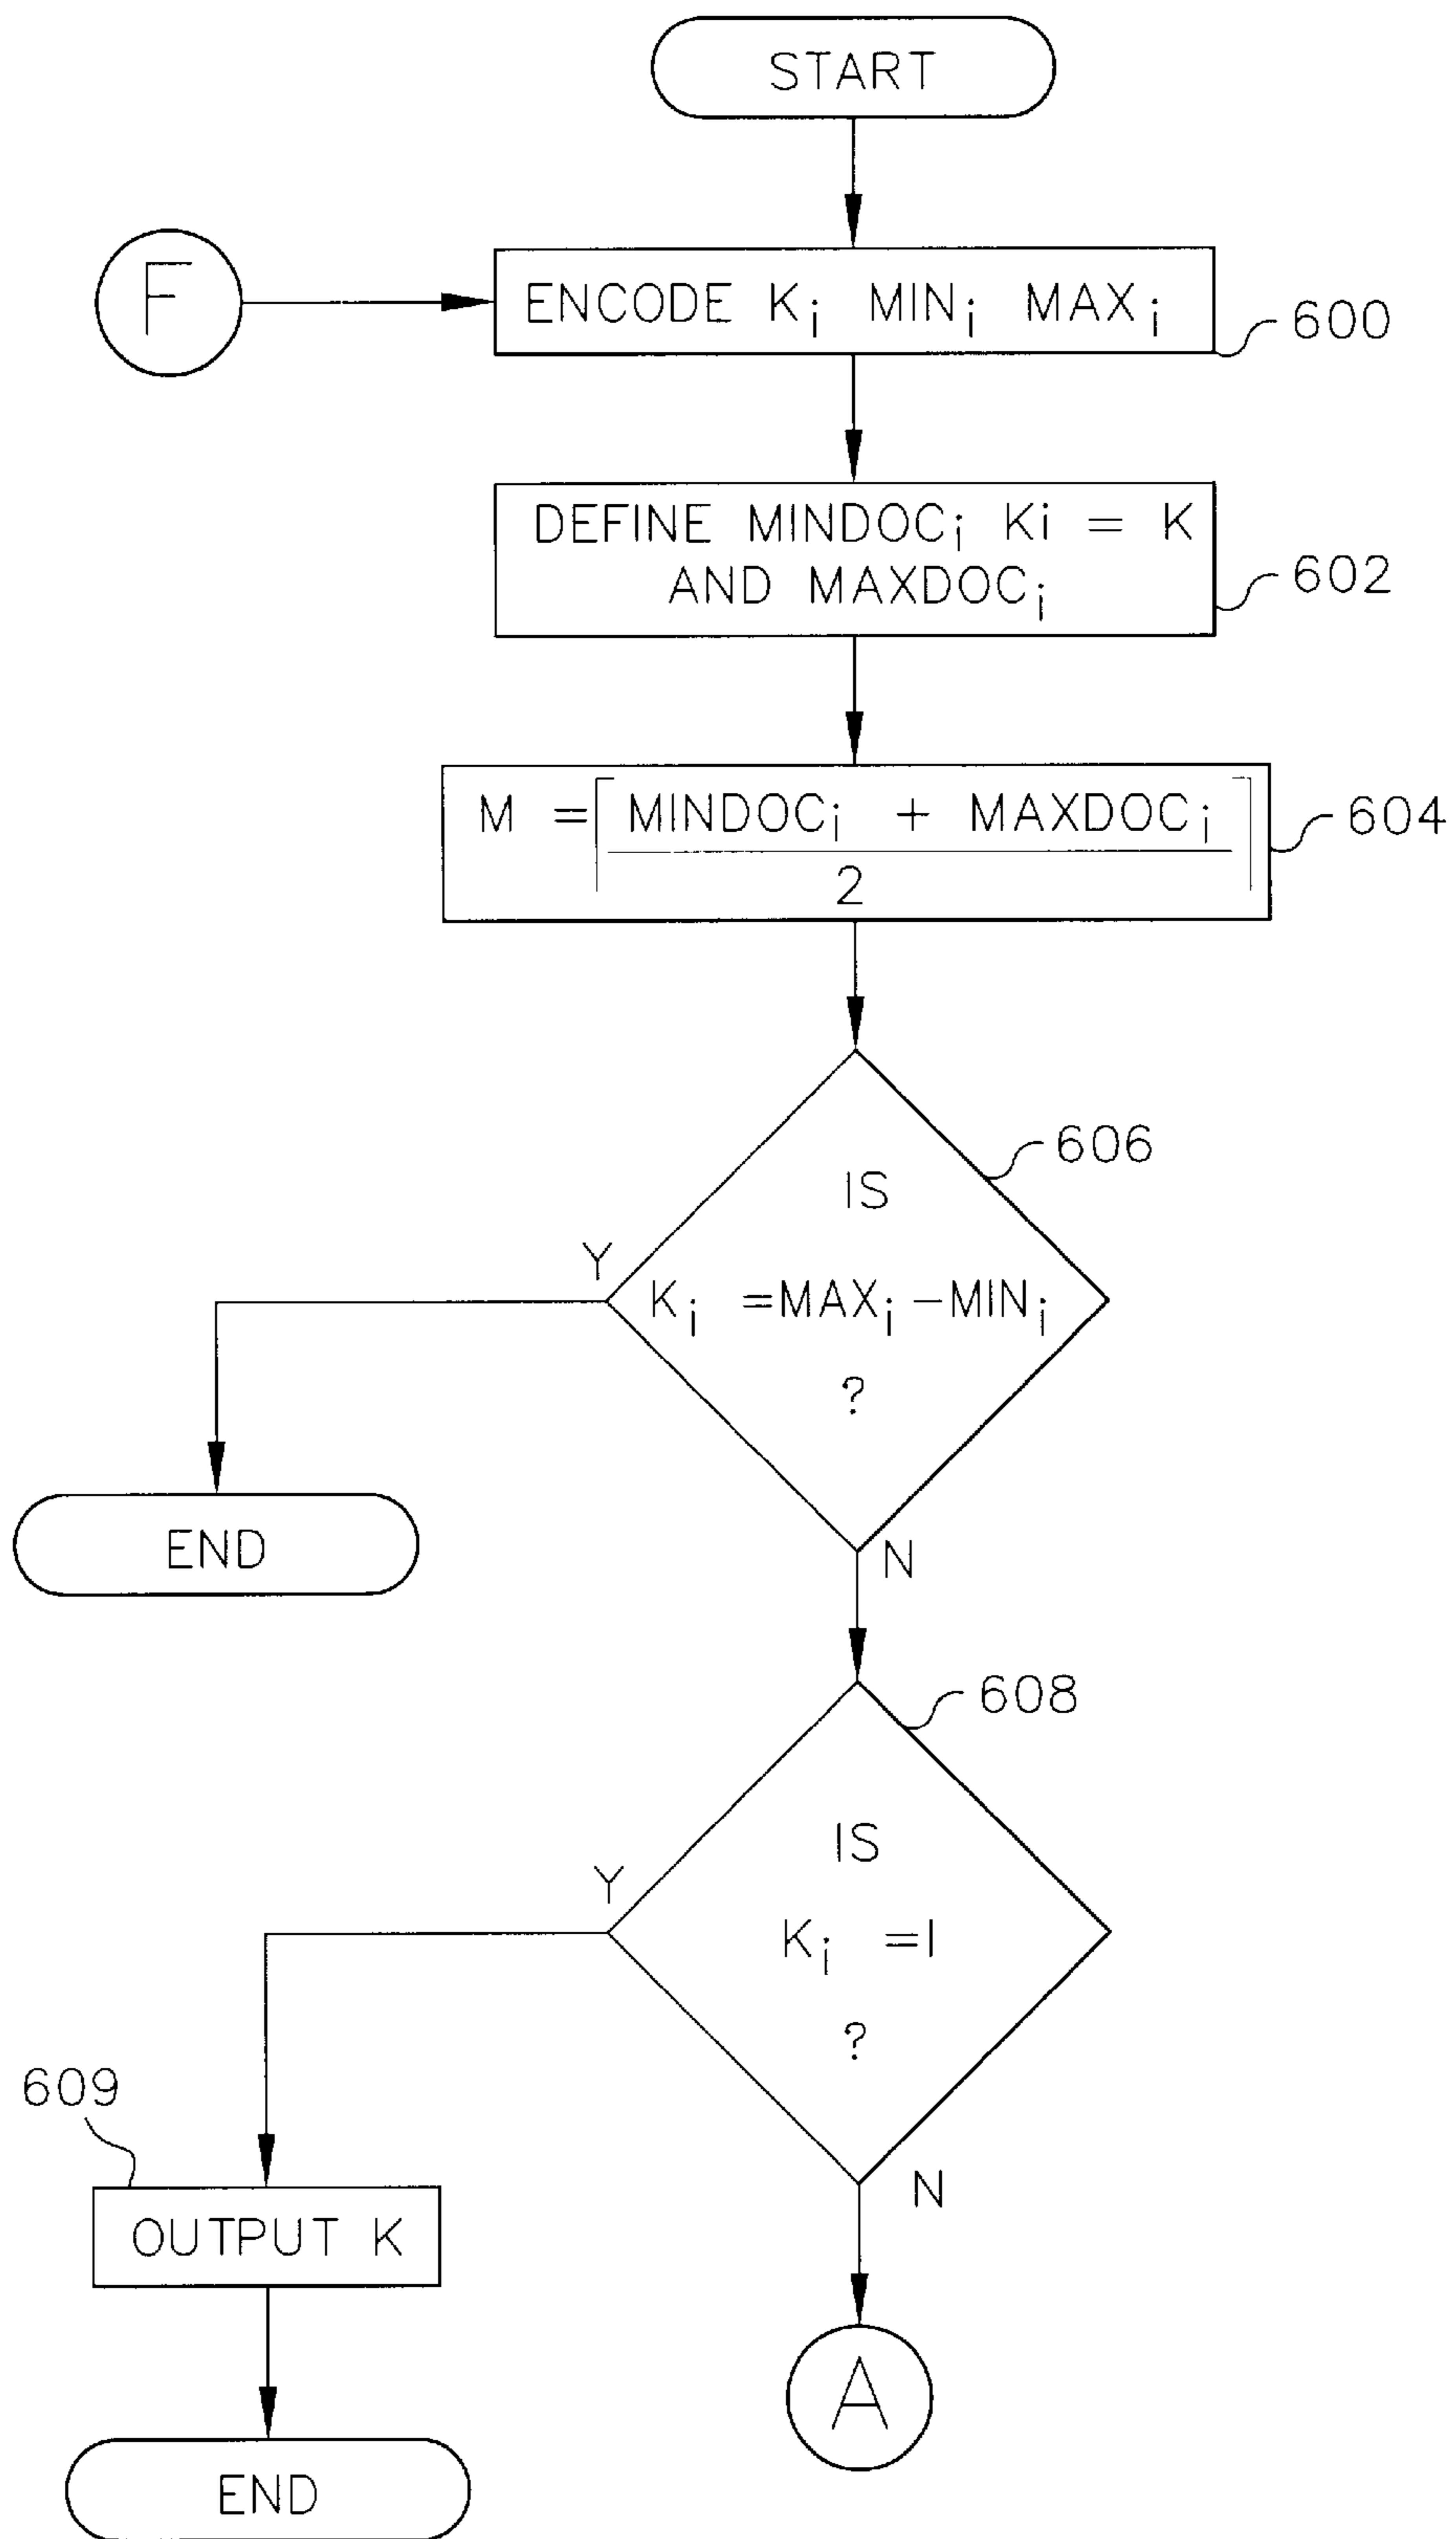 START
F
ENCODE Ki MINi MAXi
600
DEFINE MINDOCi Ki = K
AND MAXDOCi
602
M = ⌈ MINDOCi + MAXDOCi ⌉
2
604
606
IS
Y
Ki =MAXi -MINi
?
END
N
608
IS
Y
Ki =1
?
609
N
OUTPUT K
A
END